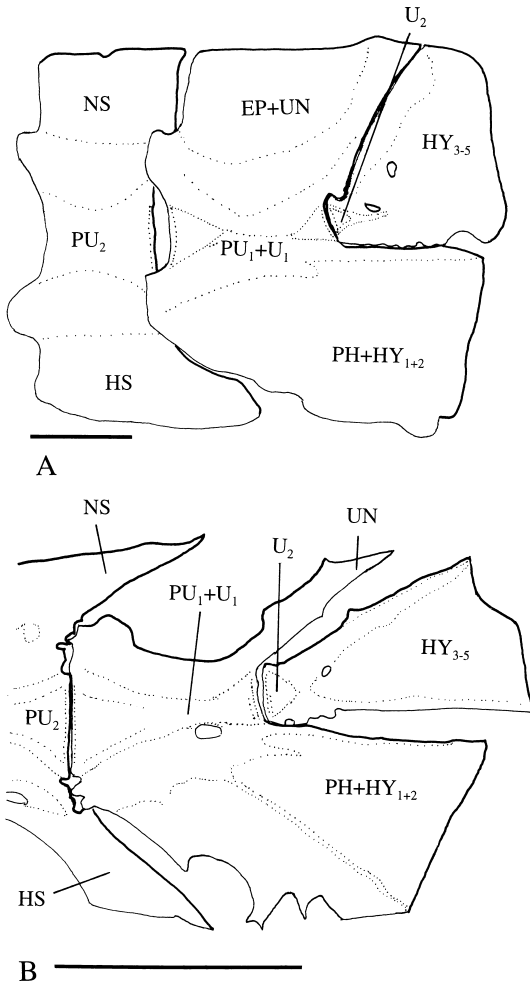 U₂
NS
EP+UN
HY₃₋₅
PU₂
PU₁+U₁
PH+HY₁₊₂
HS
A
NS
UN
U₂
PU₁+U₁
HY₃₋₅
PU₂
PH+HY₁₊₂
HS
B